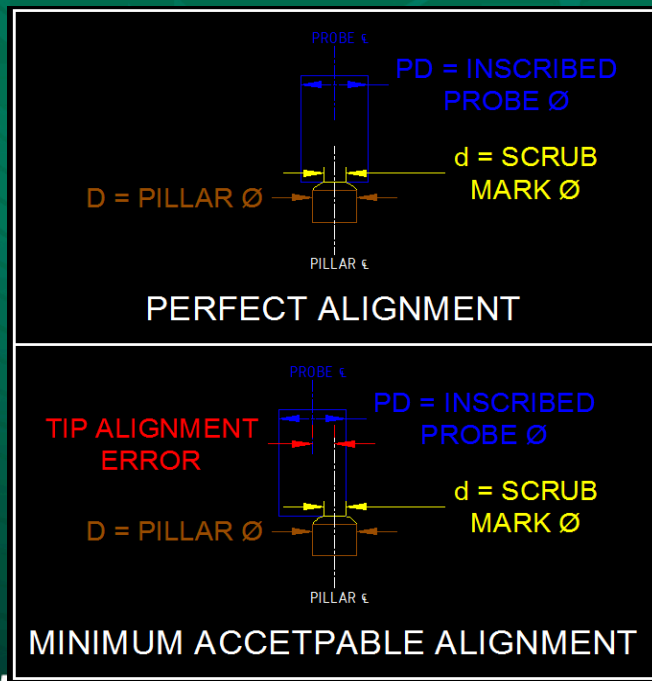 PROBE ℄
PD = INSCRIBED
PROBE Ø
d = SCRUB
MARK Ø
D = PILLAR Ø
PILLAR ℄
PERFECT ALIGNMENT
PROBE ℄
PD = INSCRIBED
PROBE Ø
TIP ALIGNMENT
ERROR
d = SCRUB
MARK Ø
D = PILLAR Ø
PILLAR ℄
MINIMUM ACCETPABLE ALIGNMENT